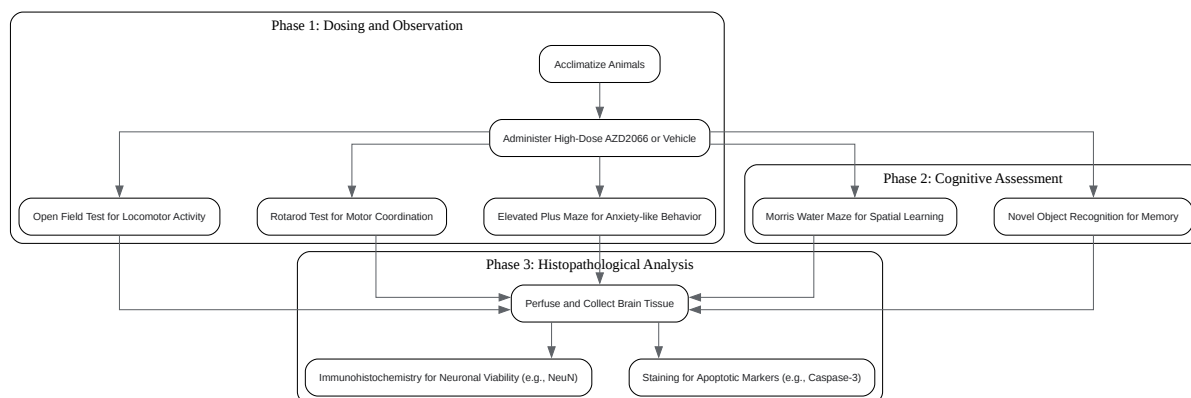 Phase 1: Dosing and Observation
Acclimatize Animals
Administer High-Dose AZD2066 or Vehicle
Phase 2: Cognitive Assessment
Open Field Test for Locomotor Activity
Rotarod Test for Motor Coordination
Elevated Plus Maze for Anxiety-like Behavior
Morris Water Maze for Spatial Learning
Novel Object Recognition for Memory
Phase 3: Histopathological Analysis
Perfuse and Collect Brain Tissue
Immunohistochemistry for Neuronal Viability (e.g., NeuN)
Staining for Apoptotic Markers (e.g., Caspase-3)